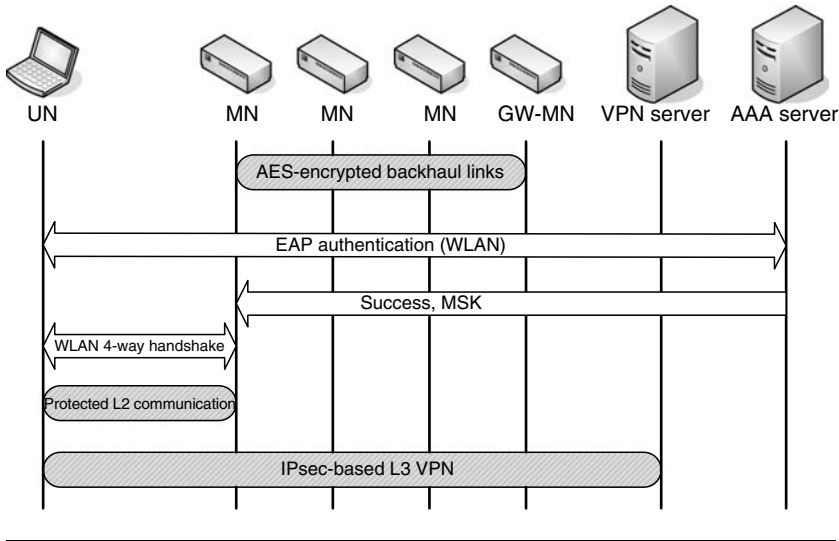 UN MN MN MN GW-MN VPN server AAA server
AES-encrypted backhaul links
EAP authentication (WLAN)
Success, MSK
WLAN 4-way handshake
Protected L2 communication
IPsec-based L3 VPN